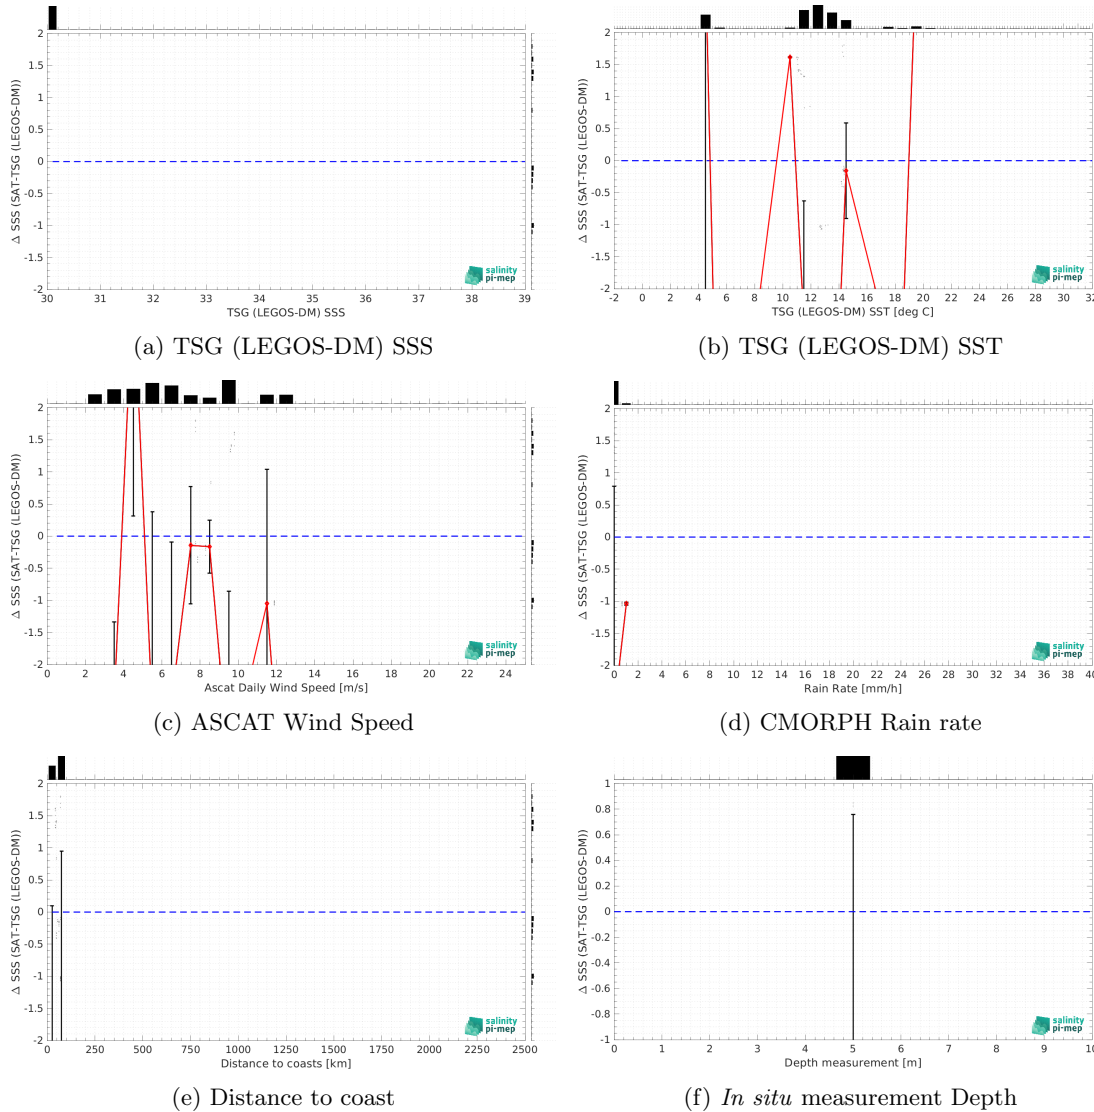 2
1.5
1
0.5
0
-0.5
-1
-1.5
-2
Δ SSS (SAT-TSG (LEGOS-DM))
30 31 32 33 34 35 36 37 38 39
TSG (LEGOS-DM) SSS
salinity
pi-mep
(a) TSG (LEGOS-DM) SSS
2
1.5
1
0.5
0
-0.5
-1
-1.5
-2
Δ SSS (SAT-TSG (LEGOS-DM))
-2 0 2 4 6 8 10 12 14 16 18 20 22 24 26 28 30 32
TSG (LEGOS-DM) SST [deg C]
salinity
pi-mep
(b) TSG (LEGOS-DM) SST
2
1.5
1
0.5
0
-0.5
-1
-1.5
-2
Δ SSS (SAT-TSG (LEGOS-DM))
0 2 4 6 8 10 12 14 16 18 20 22 24
Ascat Daily Wind Speed [m/s]
salinity
pi-mep
(c) ASCAT Wind Speed
2
1.5
1
0.5
0
-0.5
-1
-1.5
-2
Δ SSS (SAT-TSG (LEGOS-DM))
0 2 4 6 8 10 12 14 16 18 20 22 24 26 28 30 32 34 36 38 40
Rain Rate [mm/h]
salinity
pi-mep
(d) CMORPH Rain rate
2
1.5
1
0.5
0
-0.5
-1
-1.5
-2
Δ SSS (SAT-TSG (LEGOS-DM))
0 250 500 750 1000 1250 1500 1750 2000 2250 2500
Distance to coasts [km]
salinity
pi-mep
(e) Distance to coast
1
0.8
0.6
0.4
0.2
0
-0.2
-0.4
-0.6
-0.8
-1
Δ SSS (SAT-TSG (LEGOS-DM))
0 1 2 3 4 5 6 7 8 9 10
Depth measurement [m]
salinity
pi-mep
(f) In situ measurement Depth